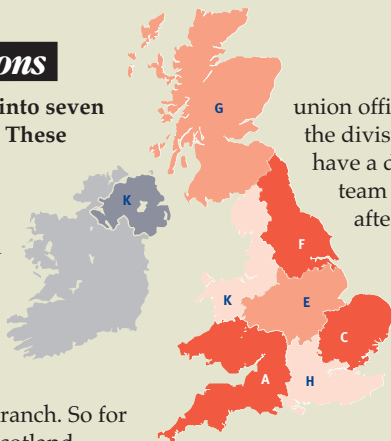 ons
into seven
These
union offi
the divis
have a d
team
afte
G
K
F
K
E
C
A
H
ranch. So for